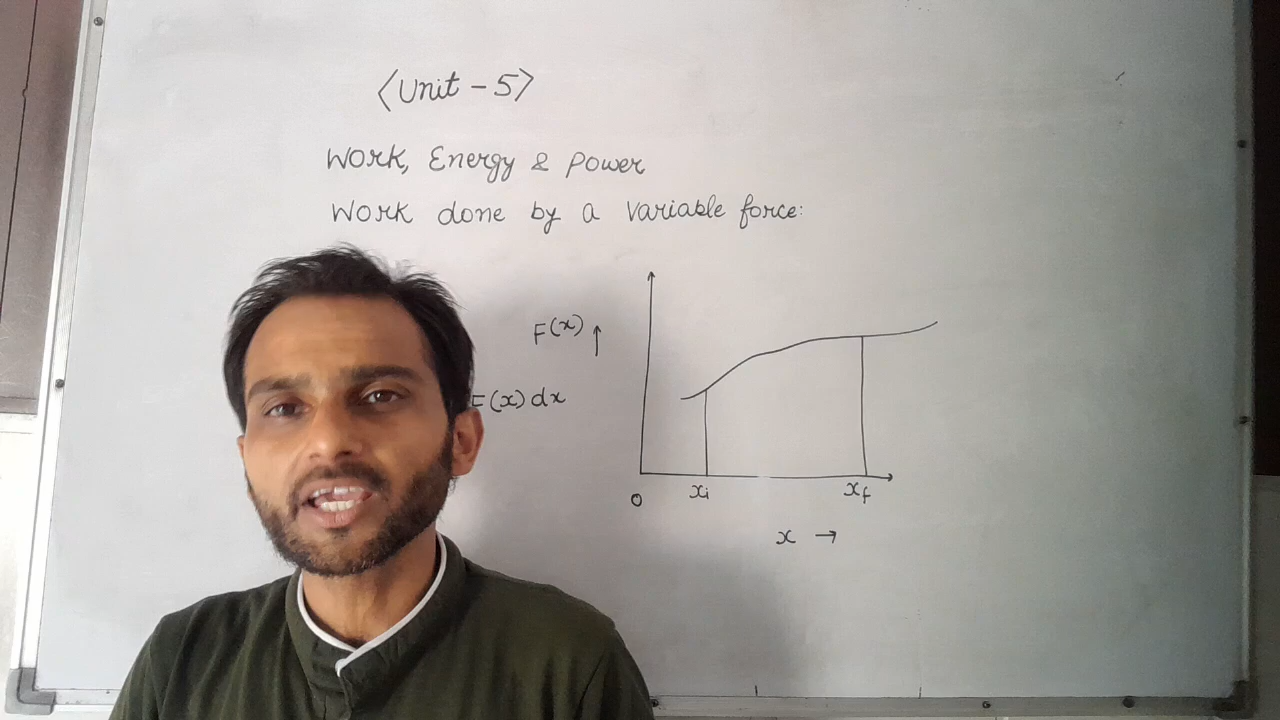 <Unit - 5>
Work, Energy & Power
Work done by a Variable force:
F(x) ↑
F(x) dx
0 xi xf
x →